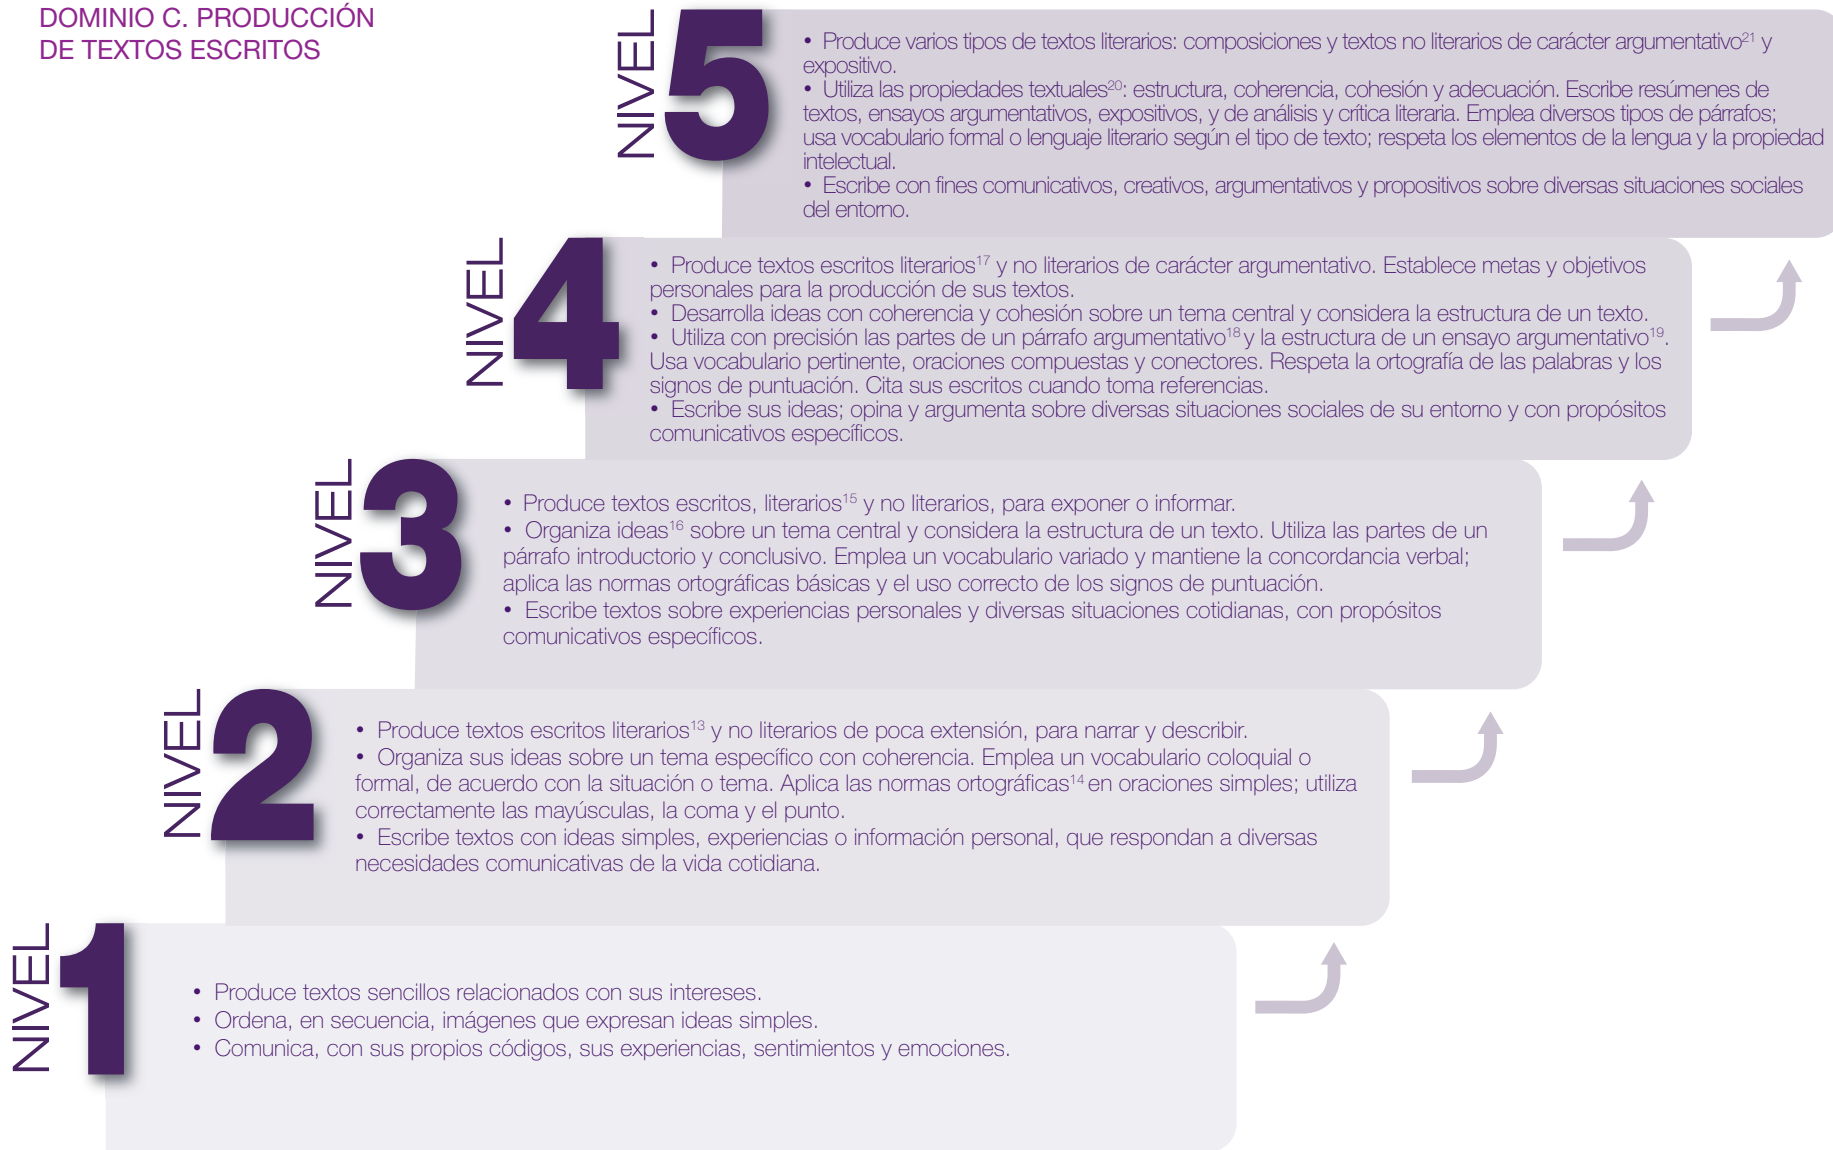 DOMINIO C. PRODUCCIÓN
DE TEXTOS ESCRITOS
NIVEL 5
• Produce varios tipos de textos literarios: composiciones y textos no literarios de carácter argumentativo²¹ y
expositivo.
• Utiliza las propiedades textuales²⁰: estructura, coherencia, cohesión y adecuación. Escribe resúmenes de
textos, ensayos argumentativos, expositivos, y de análisis y crítica literaria. Emplea diversos tipos de párrafos;
usa vocabulario formal o lenguaje literario según el tipo de texto; respeta los elementos de la lengua y la propiedad
intelectual.
• Escribe con fines comunicativos, creativos, argumentativos y propositivos sobre diversas situaciones sociales
del entorno.
NIVEL 4
• Produce textos escritos literarios¹⁷ y no literarios de carácter argumentativo. Establece metas y objetivos
personales para la producción de sus textos.
• Desarrolla ideas con coherencia y cohesión sobre un tema central y considera la estructura de un texto.
• Utiliza con precisión las partes de un párrafo argumentativo¹⁸ y la estructura de un ensayo argumentativo¹⁹.
Usa vocabulario pertinente, oraciones compuestas y conectores. Respeta la ortografía de las palabras y los
signos de puntuación. Cita sus escritos cuando toma referencias.
• Escribe sus ideas; opina y argumenta sobre diversas situaciones sociales de su entorno y con propósitos
comunicativos específicos.
NIVEL 3
• Produce textos escritos, literarios¹⁵ y no literarios, para exponer o informar.
• Organiza ideas¹⁶ sobre un tema central y considera la estructura de un texto. Utiliza las partes de un
párrafo introductorio y conclusivo. Emplea un vocabulario variado y mantiene la concordancia verbal;
aplica las normas ortográficas básicas y el uso correcto de los signos de puntuación.
• Escribe textos sobre experiencias personales y diversas situaciones cotidianas, con propósitos
comunicativos específicos.
NIVEL 2
• Produce textos escritos literarios¹³ y no literarios de poca extensión, para narrar y describir.
• Organiza sus ideas sobre un tema específico con coherencia. Emplea un vocabulario coloquial o
formal, de acuerdo con la situación o tema. Aplica las normas ortográficas¹⁴ en oraciones simples; utiliza
correctamente las mayúsculas, la coma y el punto.
• Escribe textos con ideas simples, experiencias o información personal, que respondan a diversas
necesidades comunicativas de la vida cotidiana.
NIVEL 1
• Produce textos sencillos relacionados con sus intereses.
• Ordena, en secuencia, imágenes que expresan ideas simples.
• Comunica, con sus propios códigos, sus experiencias, sentimientos y emociones.